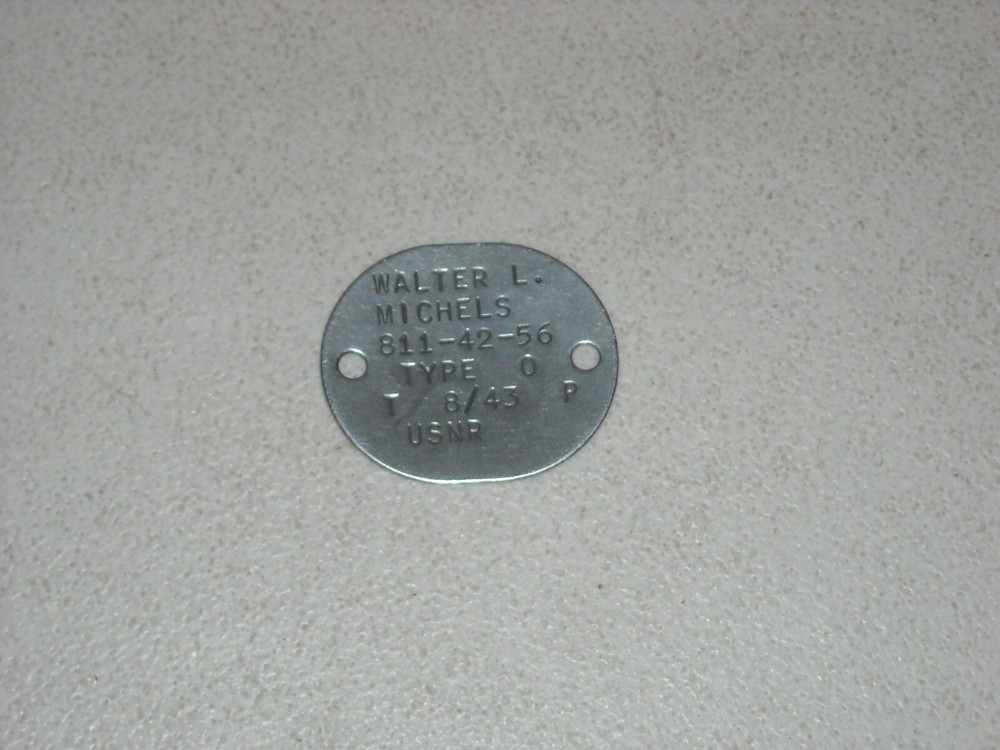 WALTER L.
MICHELS
811-42-56
TYPE O
T 8/43 P
USNR